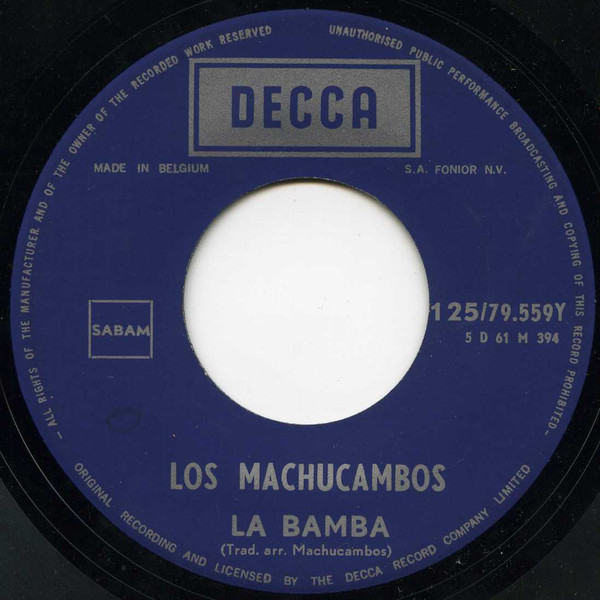 —ALL RIGHTS OF THE MANUFACTURER AND OF THE OWNER OF THE RECORDED WORK RESERVED
UNAUTHORISED PUBLIC PERFORMANCE BROADCASTING AND COPYING OF THIS RECORD PROHIBITED—
DECCA
MADE IN BELGIUM
S.A. FONIOR N.V.
SABAM
125/79.559Y
5 D 61 M 394
LOS MACHUCAMBOS
LA BAMBA
(Trad. arr. Machucambos)
ORIGINAL RECORDING AND LICENSED BY THE DECCA RECORD COMPANY LIMITED